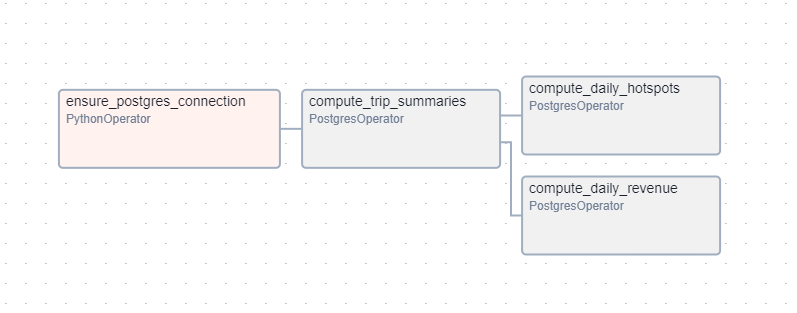 ensure_postgres_connection
PythonOperator
compute_trip_summaries
PostgresOperator
compute_daily_hotspots
PostgresOperator
compute_daily_revenue
PostgresOperator